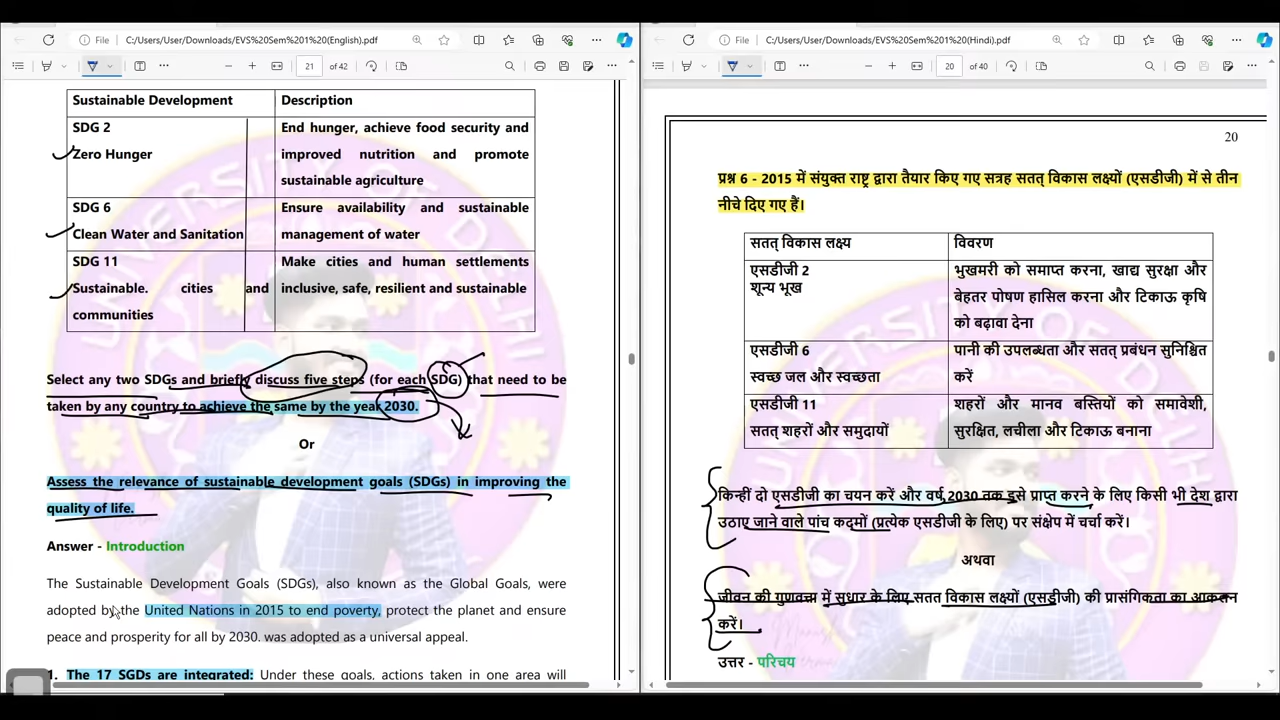 File C:/Users/User/Downloads/EVS%20Sem%201%20(English).pdf
21 of 42
Sustainable Development Description
SDG 2 End hunger, achieve food security and
Zero Hunger improved nutrition and promote
sustainable agriculture
SDG 6 Ensure availability and sustainable
Clean Water and Sanitation management of water
SDG 11 Make cities and human settlements
Sustainable. cities and inclusive, safe, resilient and sustainable
communities
Select any two SDGs and briefly discuss five steps (for each SDG) that need to be
taken by any country to achieve the same by the year 2030.
Or
Assess the relevance of sustainable development goals (SDGs) in improving the
quality of life.
Answer - Introduction
The Sustainable Development Goals (SDGs), also known as the Global Goals, were
adopted by the United Nations in 2015 to end poverty, protect the planet and ensure
peace and prosperity for all by 2030. was adopted as a universal appeal.
1. The 17 SGDs are integrated: Under these goals, actions taken in one area will
File C:/Users/User/Downloads/EVS%20Sem%201%20(Hindi).pdf
20 of 40
20
प्रश्न 6 - 2015 में संयुक्त राष्ट्र द्वारा तैयार किए गए सत्रह सतत् विकास लक्ष्यों (एसडीजी) में से तीन
नीचे दिए गए हैं।
सतत् विकास लक्ष्य विवरण
एसडीजी 2 भुखमरी को समाप्त करना, खाद्य सुरक्षा और
शून्य भूख बेहतर पोषण हासिल करना और टिकाऊ कृषि
को बढ़ावा देना
एसडीजी 6 पानी की उपलब्धता और सतत् प्रबंधन सुनिश्चित
स्वच्छ जल और स्वच्छता करें
एसडीजी 11 शहरों और मानव बस्तियों को समावेशी,
सतत् शहरों और समुदायों सुरक्षित, लचीला और टिकाऊ बनाना
किन्हीं दो एसडीजी का चयन करें और वर्ष 2030 तक इसे प्राप्त करने के लिए किसी भी देश द्वारा
उठाए जाने वाले पांच कदमों (प्रत्येक एसडीजी के लिए) पर संक्षेप में चर्चा करें।
अथवा
जीवन की गुणवत्ता में सुधार के लिए सतत विकास लक्ष्यों (एसडीजी) की प्रासंगिकता का आकलन
करें।
उत्तर - परिचय